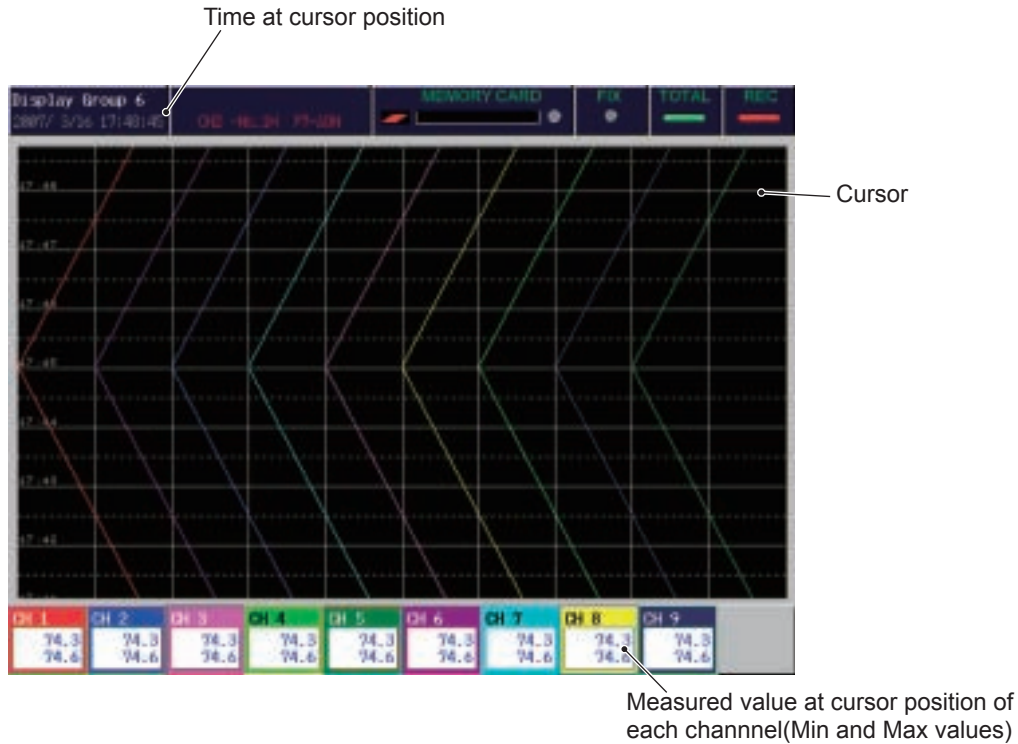 Time at cursor position
Display Group 6
MEMORY CARD
FIX
TOTAL
REC
2007/ 3/16 17:48:45
Cursor
17:48
17:47
17:46
17:45
17:44
17:43
CH 1
CH 2
CH 3
CH 4
CH 5
CH 6
CH 7
CH 8
CH 9
74.3 74.3 74.3 74.3 74.3 74.3 74.3 74.3 74.3
74.6 74.6 74.6 74.6 74.6 74.6 74.6 74.6 74.6
Measured value at cursor position of
each channnel(Min and Max values)